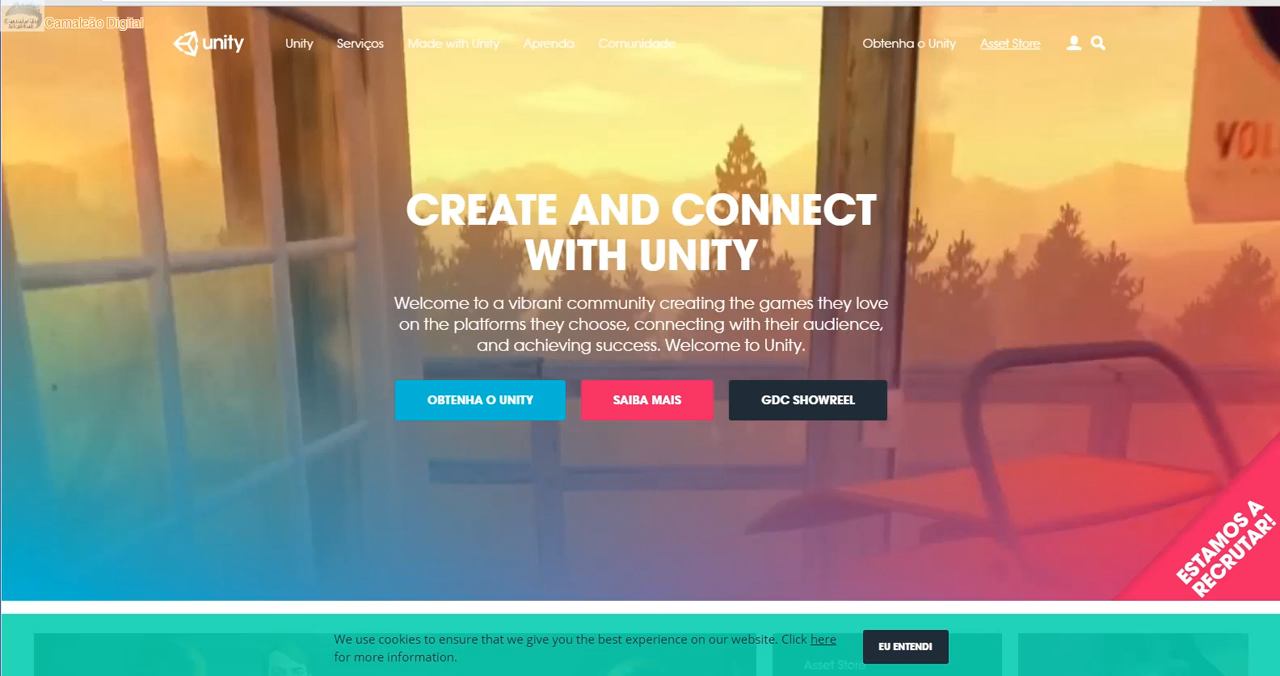 Camaleão Digital
unity
Unity Serviços Made with Unity Aprenda Comunidade
Obtenha o Unity Asset Store
VOL
CREATE AND CONNECT
WITH UNITY
Welcome to a vibrant community creating the games they love
on the platforms they choose, connecting with their audience,
and achieving success. Welcome to Unity.
OBTENHA O UNITY
SAIBA MAIS
GDC SHOWREEL
ESTAMOS A
RECRUTAR!
We use cookies to ensure that we give you the best experience on our website. Click here
for more information.
EU ENTENDI
Asset Store